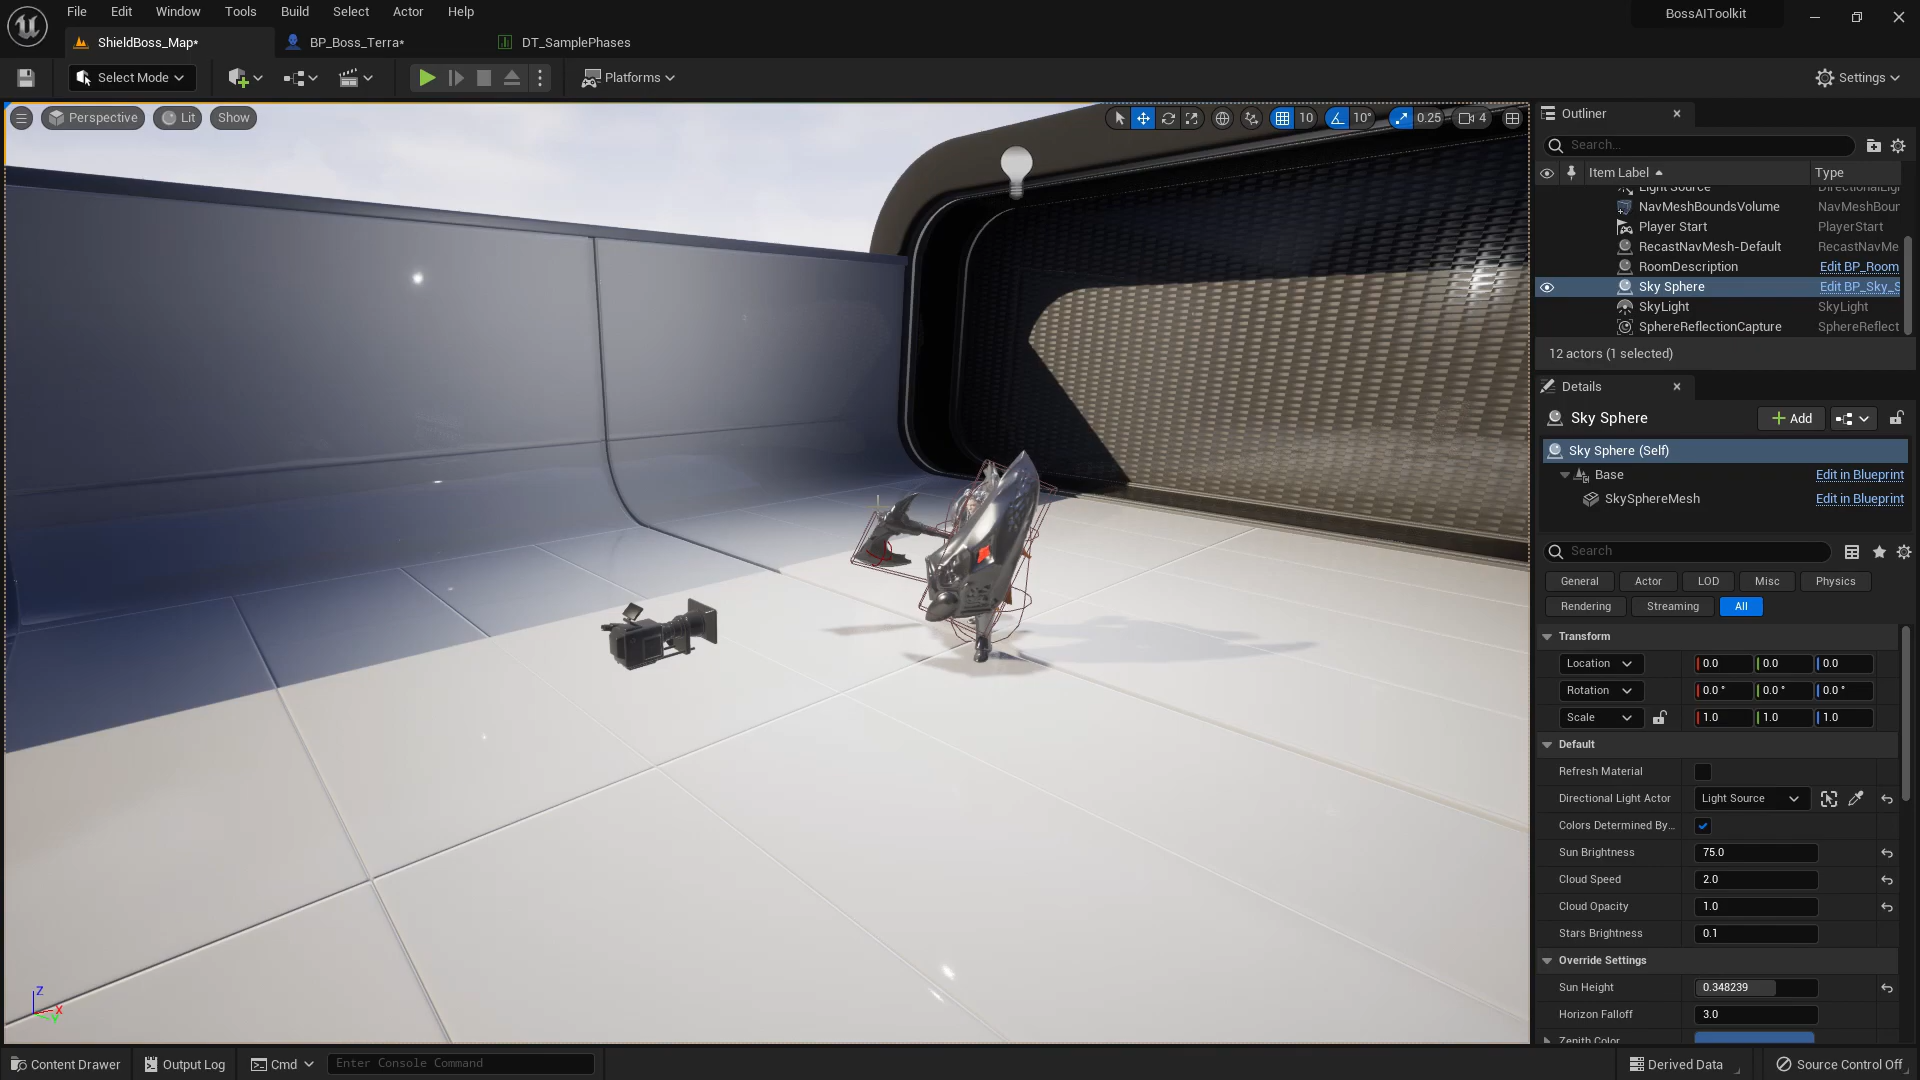 File Edit Window Tools Build Select Actor Help
BossAIToolkit
ShieldBoss_Map*
BP_Boss_Terra*
DT_SamplePhases
Select Mode
Platforms
Settings
Perspective
Lit
Show
10
10°
0.25
4
Outliner
Search...
Item Label
Type
Light Source DirectionalLigh
NavMeshBoundsVolume NavMeshBour
Player Start PlayerStart
RecastNavMesh-Default RecastNavMe
RoomDescription Edit BP_Room
Sky Sphere Edit BP_Sky_S
SkyLight SkyLight
SphereReflectionCapture SphereReflect
12 actors (1 selected)
Details
Sky Sphere
Add
Sky Sphere (Self)
Base Edit in Blueprint
SkySphereMesh Edit in Blueprint
Search
General Actor LOD Misc Physics
Rendering Streaming All
Transform
Location 0.0 0.0 0.0
Rotation 0.0 ° 0.0 ° 0.0 °
Scale 1.0 1.0 1.0
Default
Refresh Material
Directional Light Actor Light Source
Colors Determined By...
Sun Brightness 75.0
Cloud Speed 2.0
Cloud Opacity 1.0
Stars Brightness 0.1
Override Settings
Sun Height 0.348239
Horizon Falloff 3.0
Zenith Color
Z
X
Y
Content Drawer
Output Log
Cmd
Enter Console Command
Derived Data
Source Control Off